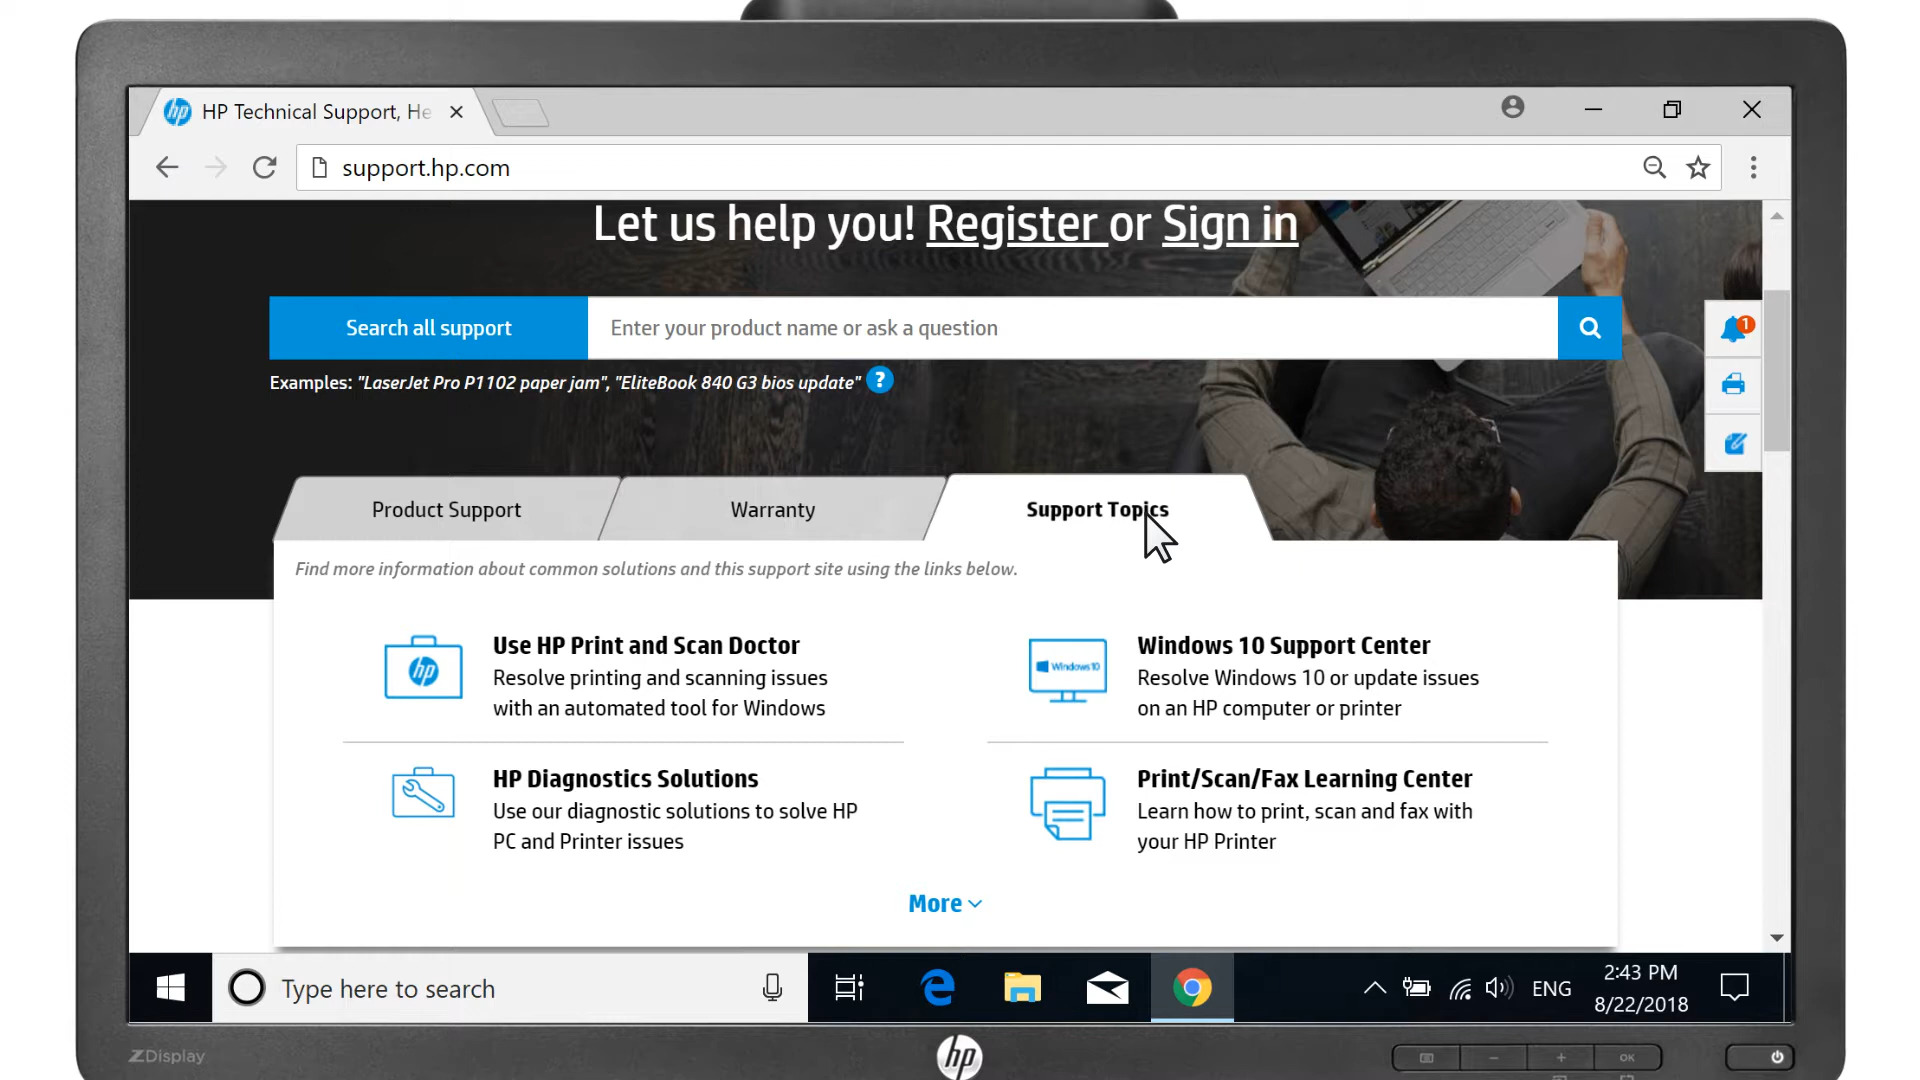 HP Technical Support, He
support.hp.com
Let us help you! Register or Sign in
Search all support
Enter your product name or ask a question
Examples: "LaserJet Pro P1102 paper jam", "EliteBook 840 G3 bios update" ?
1
Product Support
Warranty
Support Topics
Find more information about common solutions and this support site using the links below.
hp
Use HP Print and Scan Doctor
Resolve printing and scanning issues
with an automated tool for Windows
Windows 10
Windows 10 Support Center
Resolve Windows 10 or update issues
on an HP computer or printer
HP Diagnostics Solutions
Use our diagnostic solutions to solve HP
PC and Printer issues
Print/Scan/Fax Learning Center
Learn how to print, scan and fax with
your HP Printer
More
Type here to search
ENG
2:43 PM
8/22/2018
ZDisplay
hp
OK